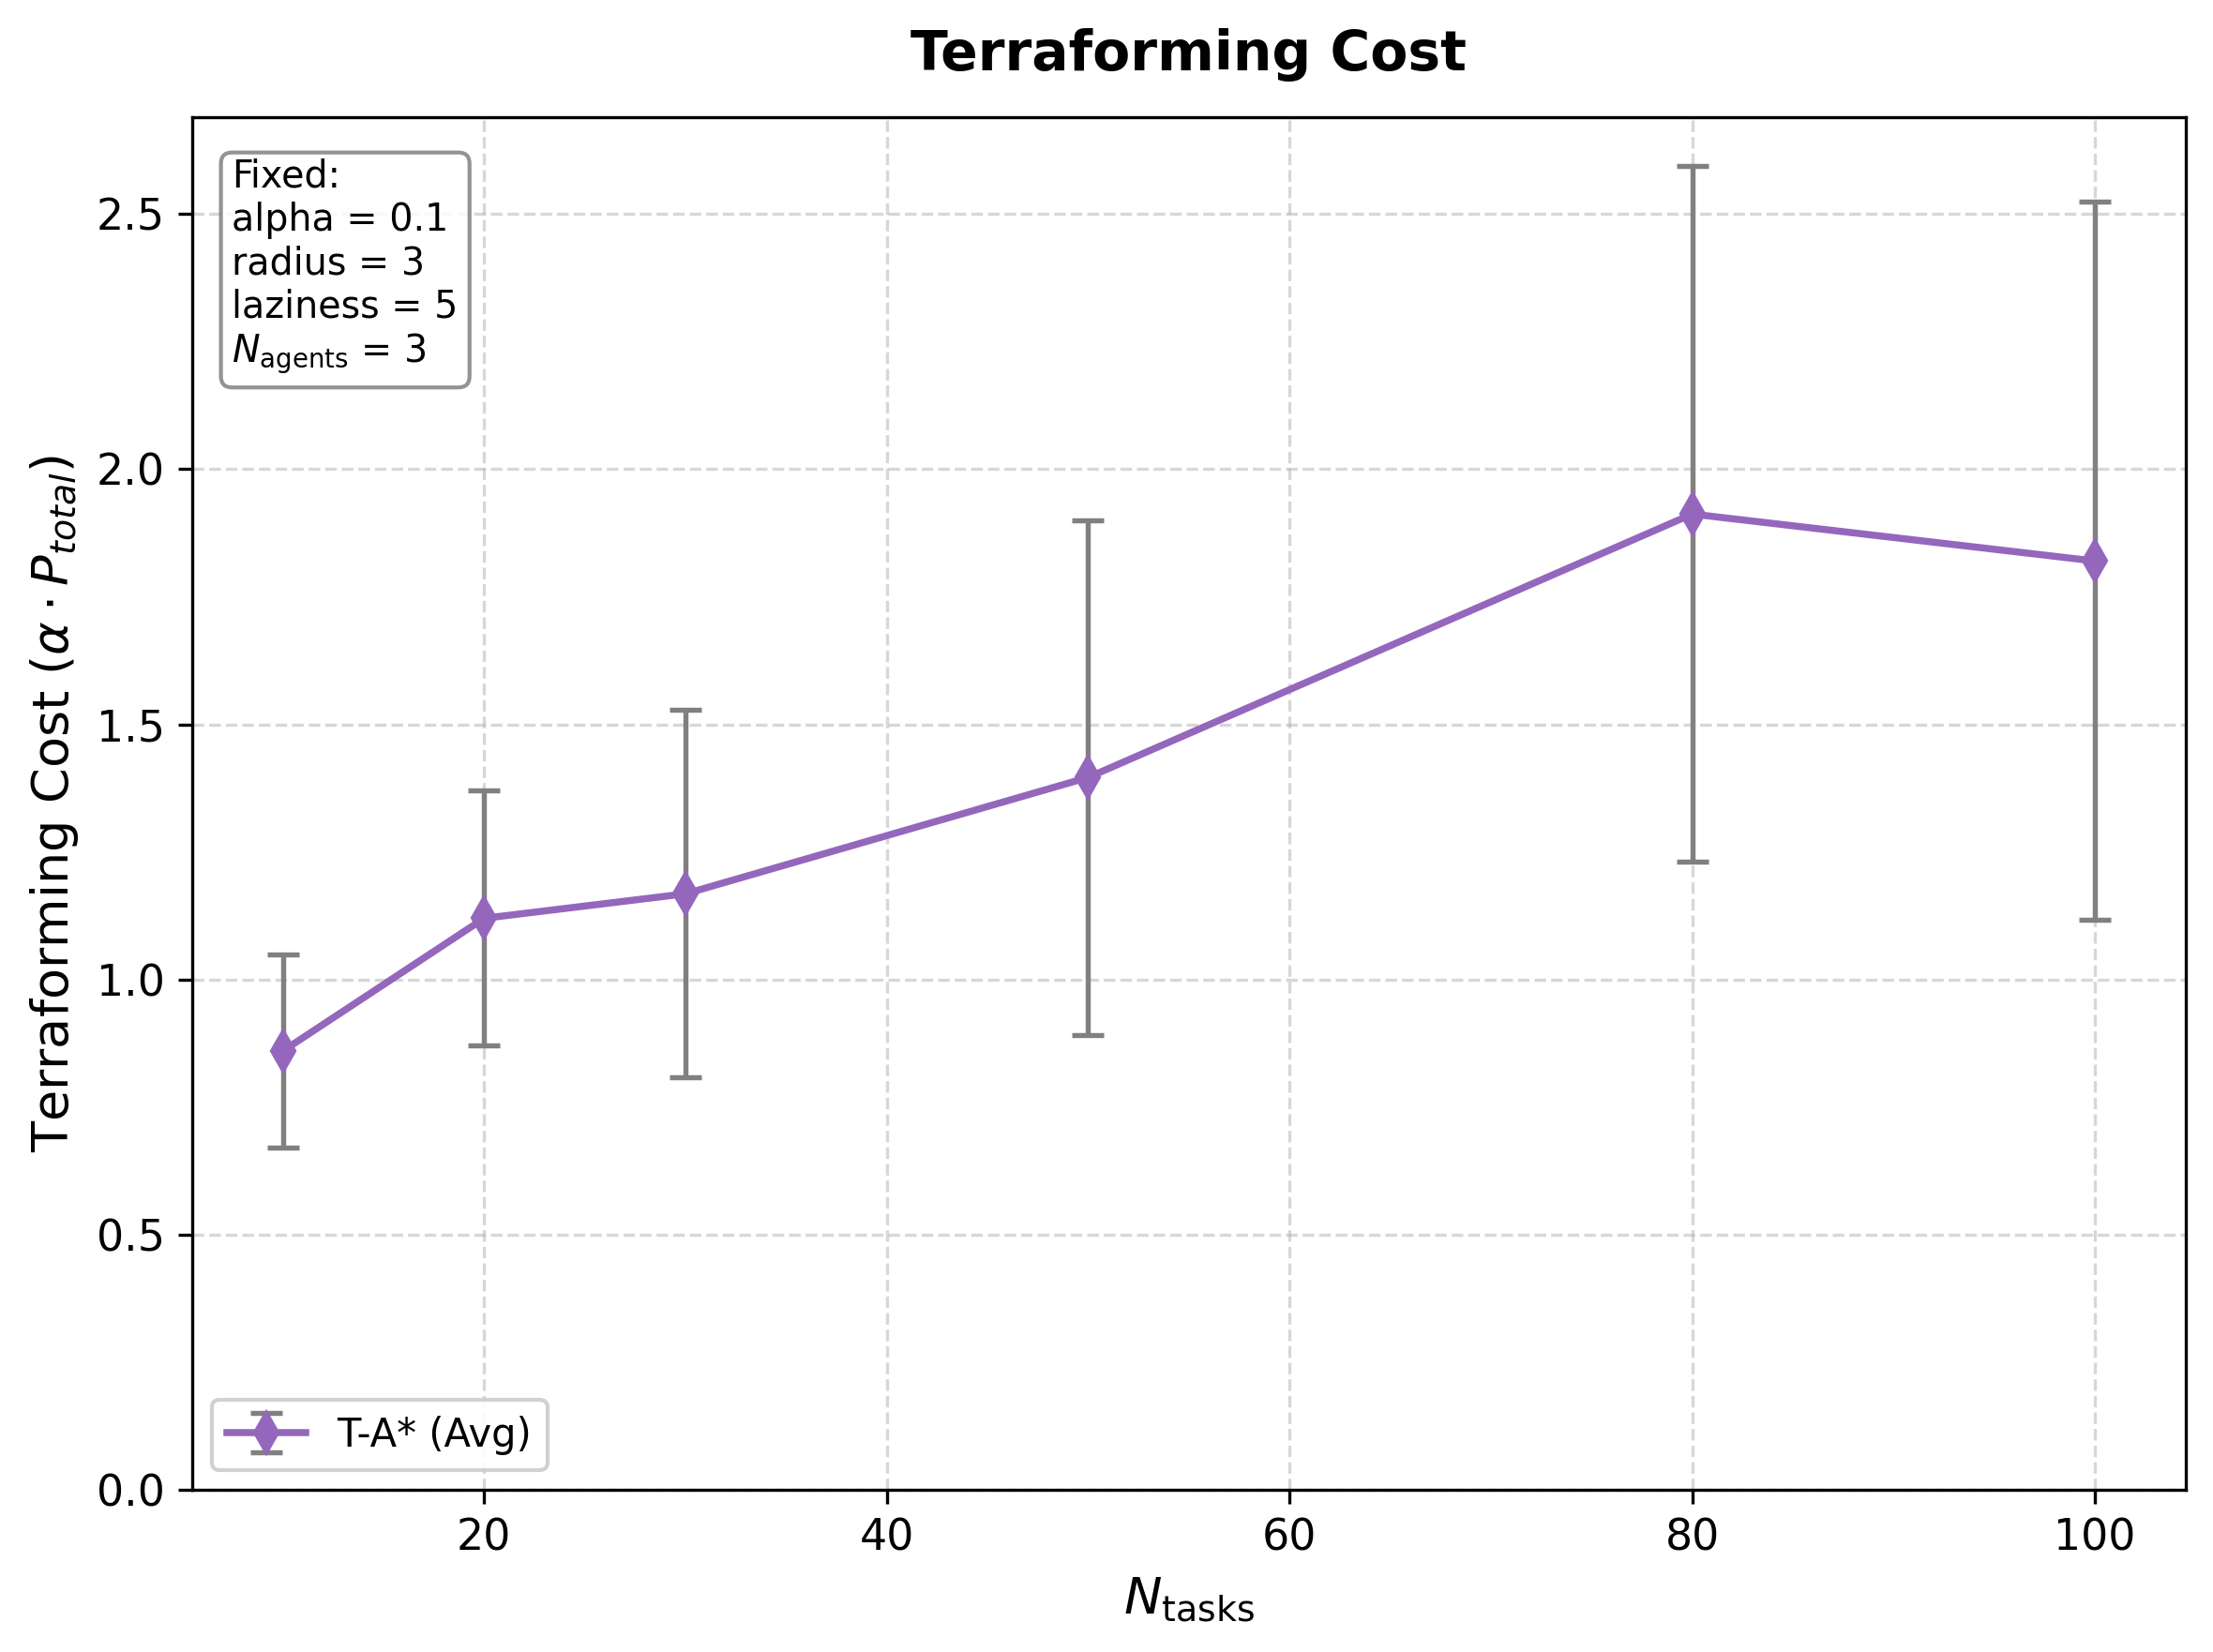 Terraforming Cost
Fixed:
alpha = 0.1
radius = 3
laziness = 5
N_agents = 3
Terraforming Cost (α · P_total)
2.5
2.0
1.5
1.0
0.5
0.0
T-A* (Avg)
20 40 60 80 100
N_tasks